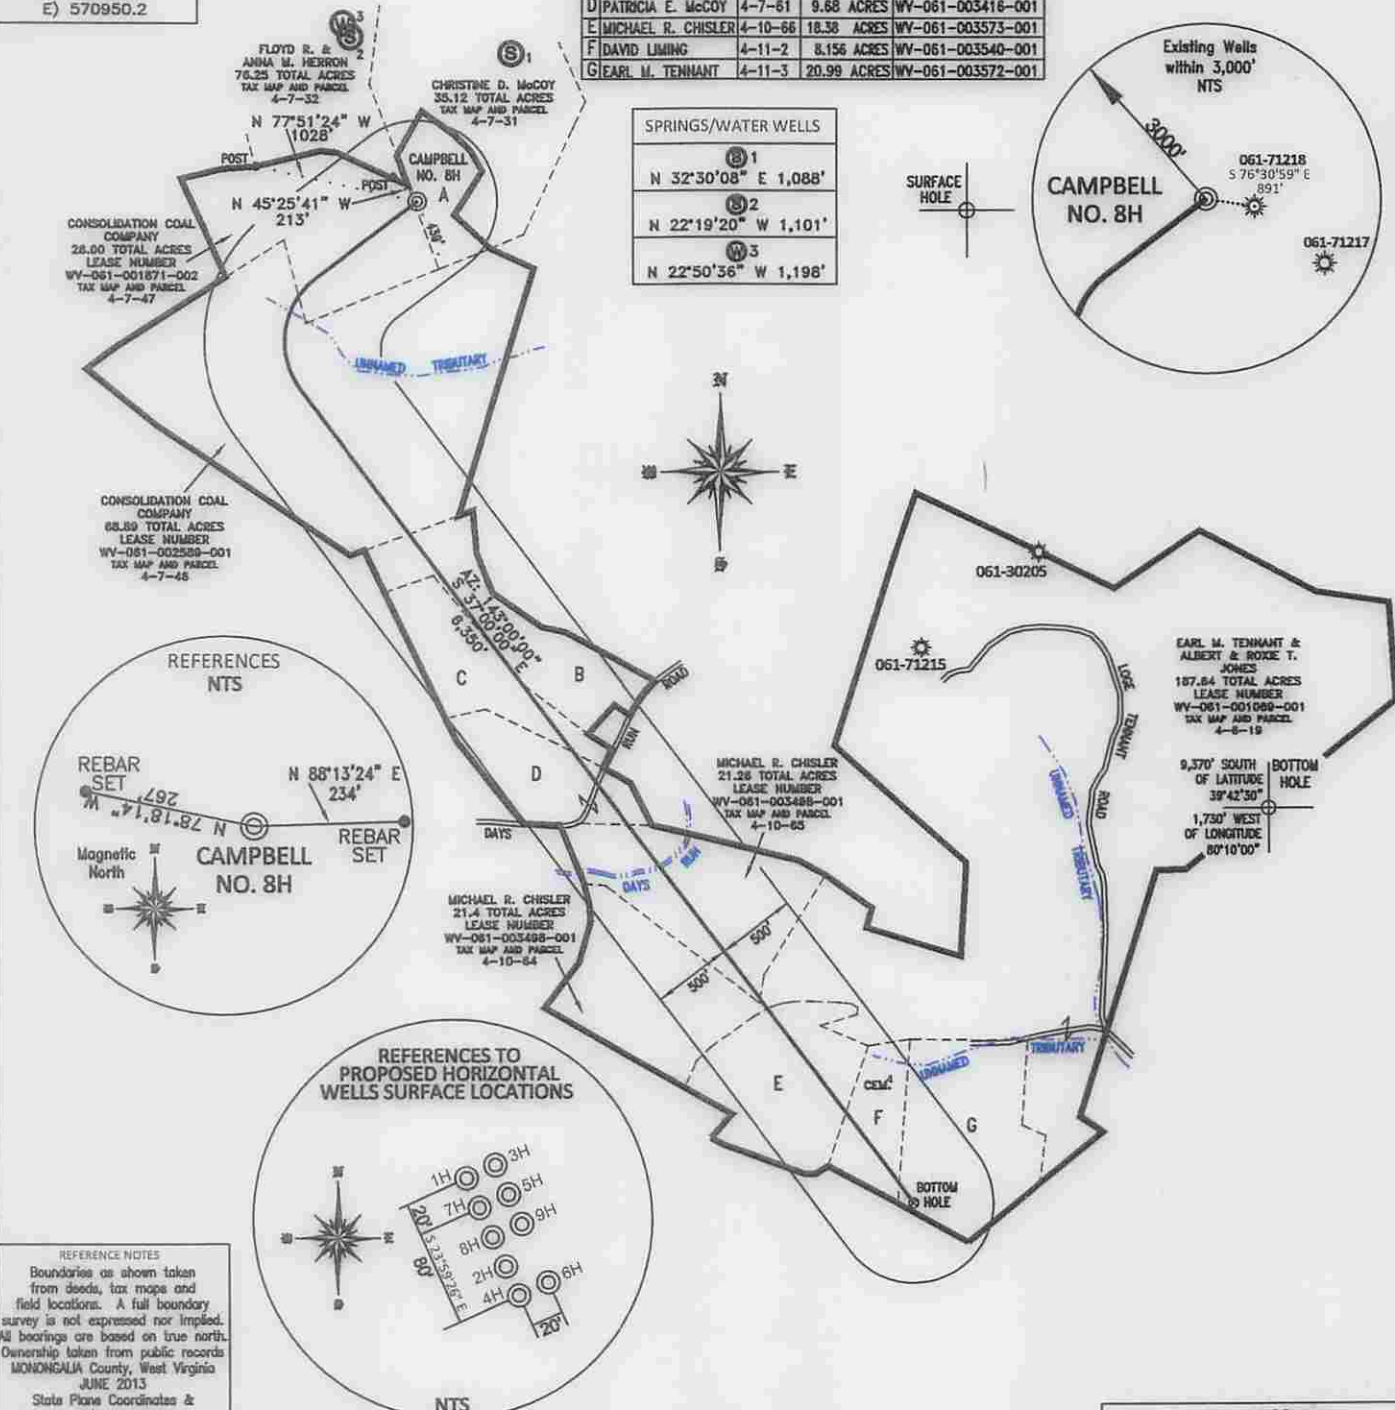 E) 570950.2
D PATRICIA E. McCOY 4-7-61 9.68 ACRES WV-061-003416-001
E MICHAEL R. CHISLER 4-10-66 18.38 ACRES WV-061-003573-001
F DAVID LIMING 4-11-2 8.156 ACRES WV-061-003540-001
G EARL M. TENNANT 4-11-3 20.99 ACRES WV-061-003572-001
W 3
S 2
FLOYD R. &
ANNA M. HERRON
76.25 TOTAL ACRES
TAX MAP AND PARCEL
4-7-32
S 1
CHRISTINE D. McCOY
35.12 TOTAL ACRES
TAX MAP AND PARCEL
4-7-31
N 77°51'24" W
1028'
POST
POST
CAMPBELL
NO. 8H
A
N 45°25'41" W
213'
430'
CONSOLIDATION COAL
COMPANY
26.00 TOTAL ACRES
LEASE NUMBER
WV-061-001871-002
TAX MAP AND PARCEL
4-7-47
SPRINGS/WATER WELLS
S 1
N 32°30'08" E 1,088'
S 2
N 22°19'20" W 1,101'
W 3
N 22°50'36" W 1,198'
SURFACE
HOLE
Existing Wells
within 3,000'
NTS
3000'
CAMPBELL
NO. 8H
061-71218
S 76°30'59" E
891'
061-71217
UNNAMED TRIBUTARY
N
E
S
CONSOLIDATION COAL
COMPANY
68.89 TOTAL ACRES
LEASE NUMBER
WV-061-002589-001
TAX MAP AND PARCEL
4-7-48
AZ: 143°00'00"
S 37°00'00" E
6,350'
C
B
D
ROAD
RUN
DAYS
061-30205
061-71215
LOGE
TENNANT
ROAD
EARL M. TENNANT &
ALBERT & ROXIE T.
JONES
187.64 TOTAL ACRES
LEASE NUMBER
WV-061-001069-001
TAX MAP AND PARCEL
4-6-19
9,370' SOUTH
OF LATITUDE
39°42'30"
1,730' WEST
OF LONGITUDE
80°10'00"
BOTTOM
HOLE
REFERENCES
NTS
REBAR
SET
N 78°18'14" W
267'
N 88°13'24" E
234'
REBAR
SET
CAMPBELL
NO. 8H
Magnetic
North
MICHAEL R. CHISLER
21.26 TOTAL ACRES
LEASE NUMBER
WV-061-003498-001
TAX MAP AND PARCEL
4-10-65
DAYS RUN
MICHAEL R. CHISLER
21.4 TOTAL ACRES
LEASE NUMBER
WV-061-003498-001
TAX MAP AND PARCEL
4-10-64
500'
500'
UNNAMED TRIBUTARY
UNNAMED TRIBUTARY
E
CEM.
F
G
BOTTOM
HOLE
REFERENCES TO
PROPOSED HORIZONTAL
WELLS SURFACE LOCATIONS
1H
3H
7H
5H
8H
9H
2H
4H
6H
20'
80'
S 23°59'26" E
20'
NTS
REFERENCE NOTES
Boundaries as shown taken
from deeds, tax maps and
field locations. A full boundary
survey is not expressed nor implied.
All bearings are based on true north.
Ownership taken from public records
MONONGALIA County, West Virginia
JUNE 2013
State Plane Coordinates &